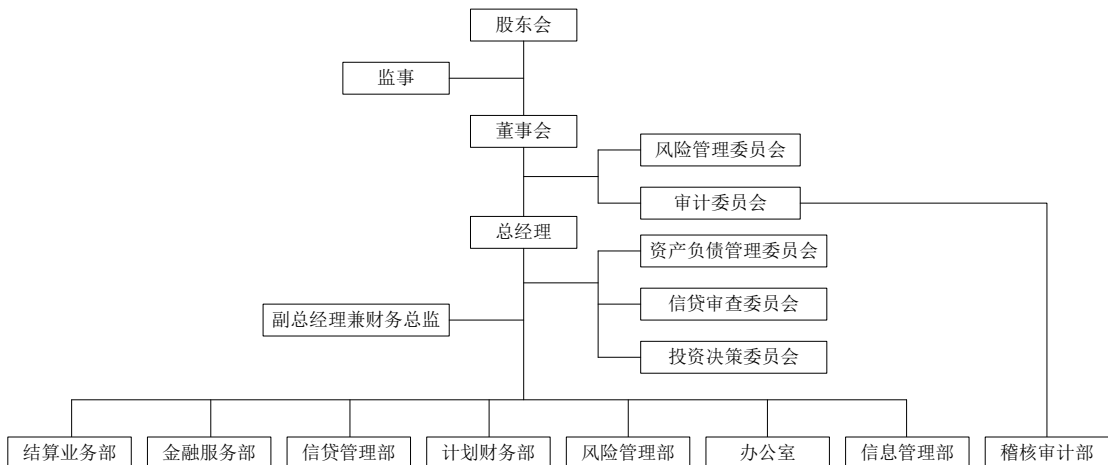 股东会
监事
董事会
风险管理委员会
审计委员会
总经理
资产负债管理委员会
信贷审查委员会
副总经理兼财务总监
投资决策委员会
结算业务部
金融服务部
信贷管理部
计划财务部
风险管理部
办公室
信息管理部
稽核审计部